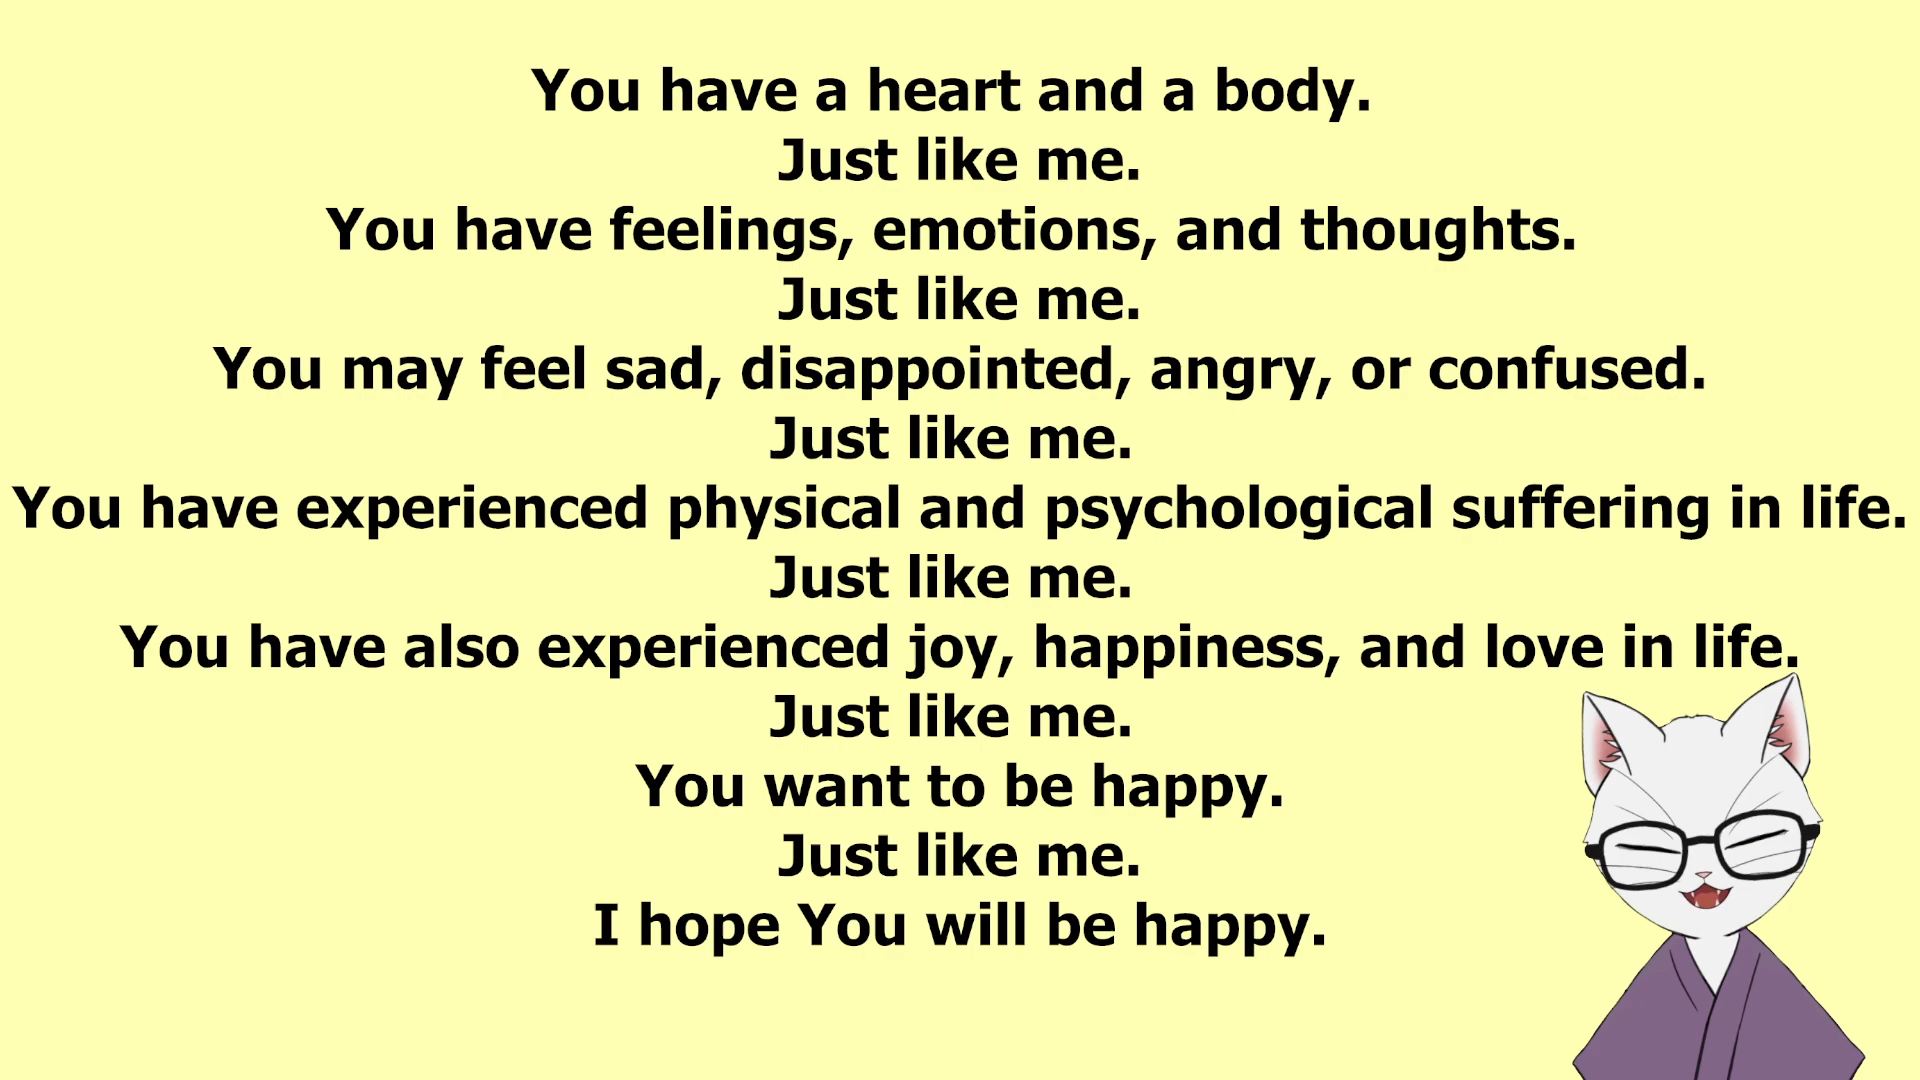 You have a heart and a body.
Just like me.
You have feelings, emotions, and thoughts.
Just like me.
You may feel sad, disappointed, angry, or confused.
Just like me.
You have experienced physical and psychological suffering in life.
Just like me.
You have also experienced joy, happiness, and love in life.
Just like me.
You want to be happy.
Just like me.
I hope You will be happy.